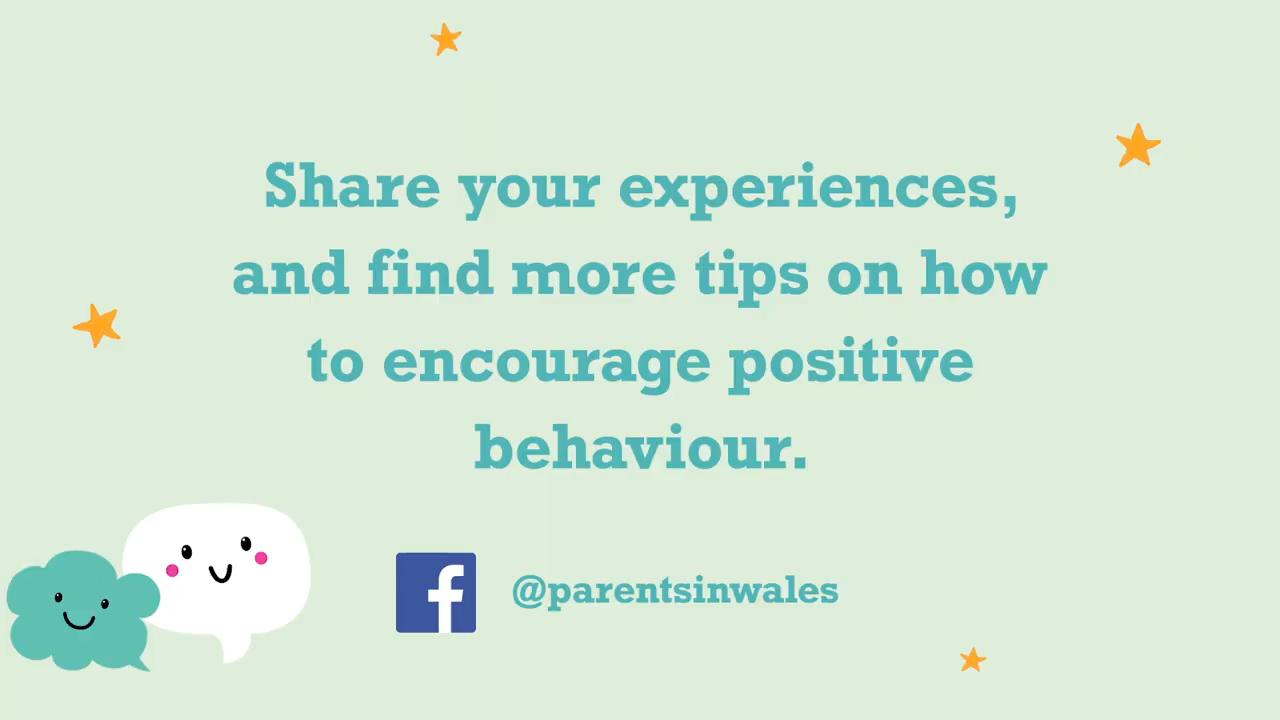 Share your experiences,
and find more tips on how
to encourage positive
behaviour.
@parentsinwales